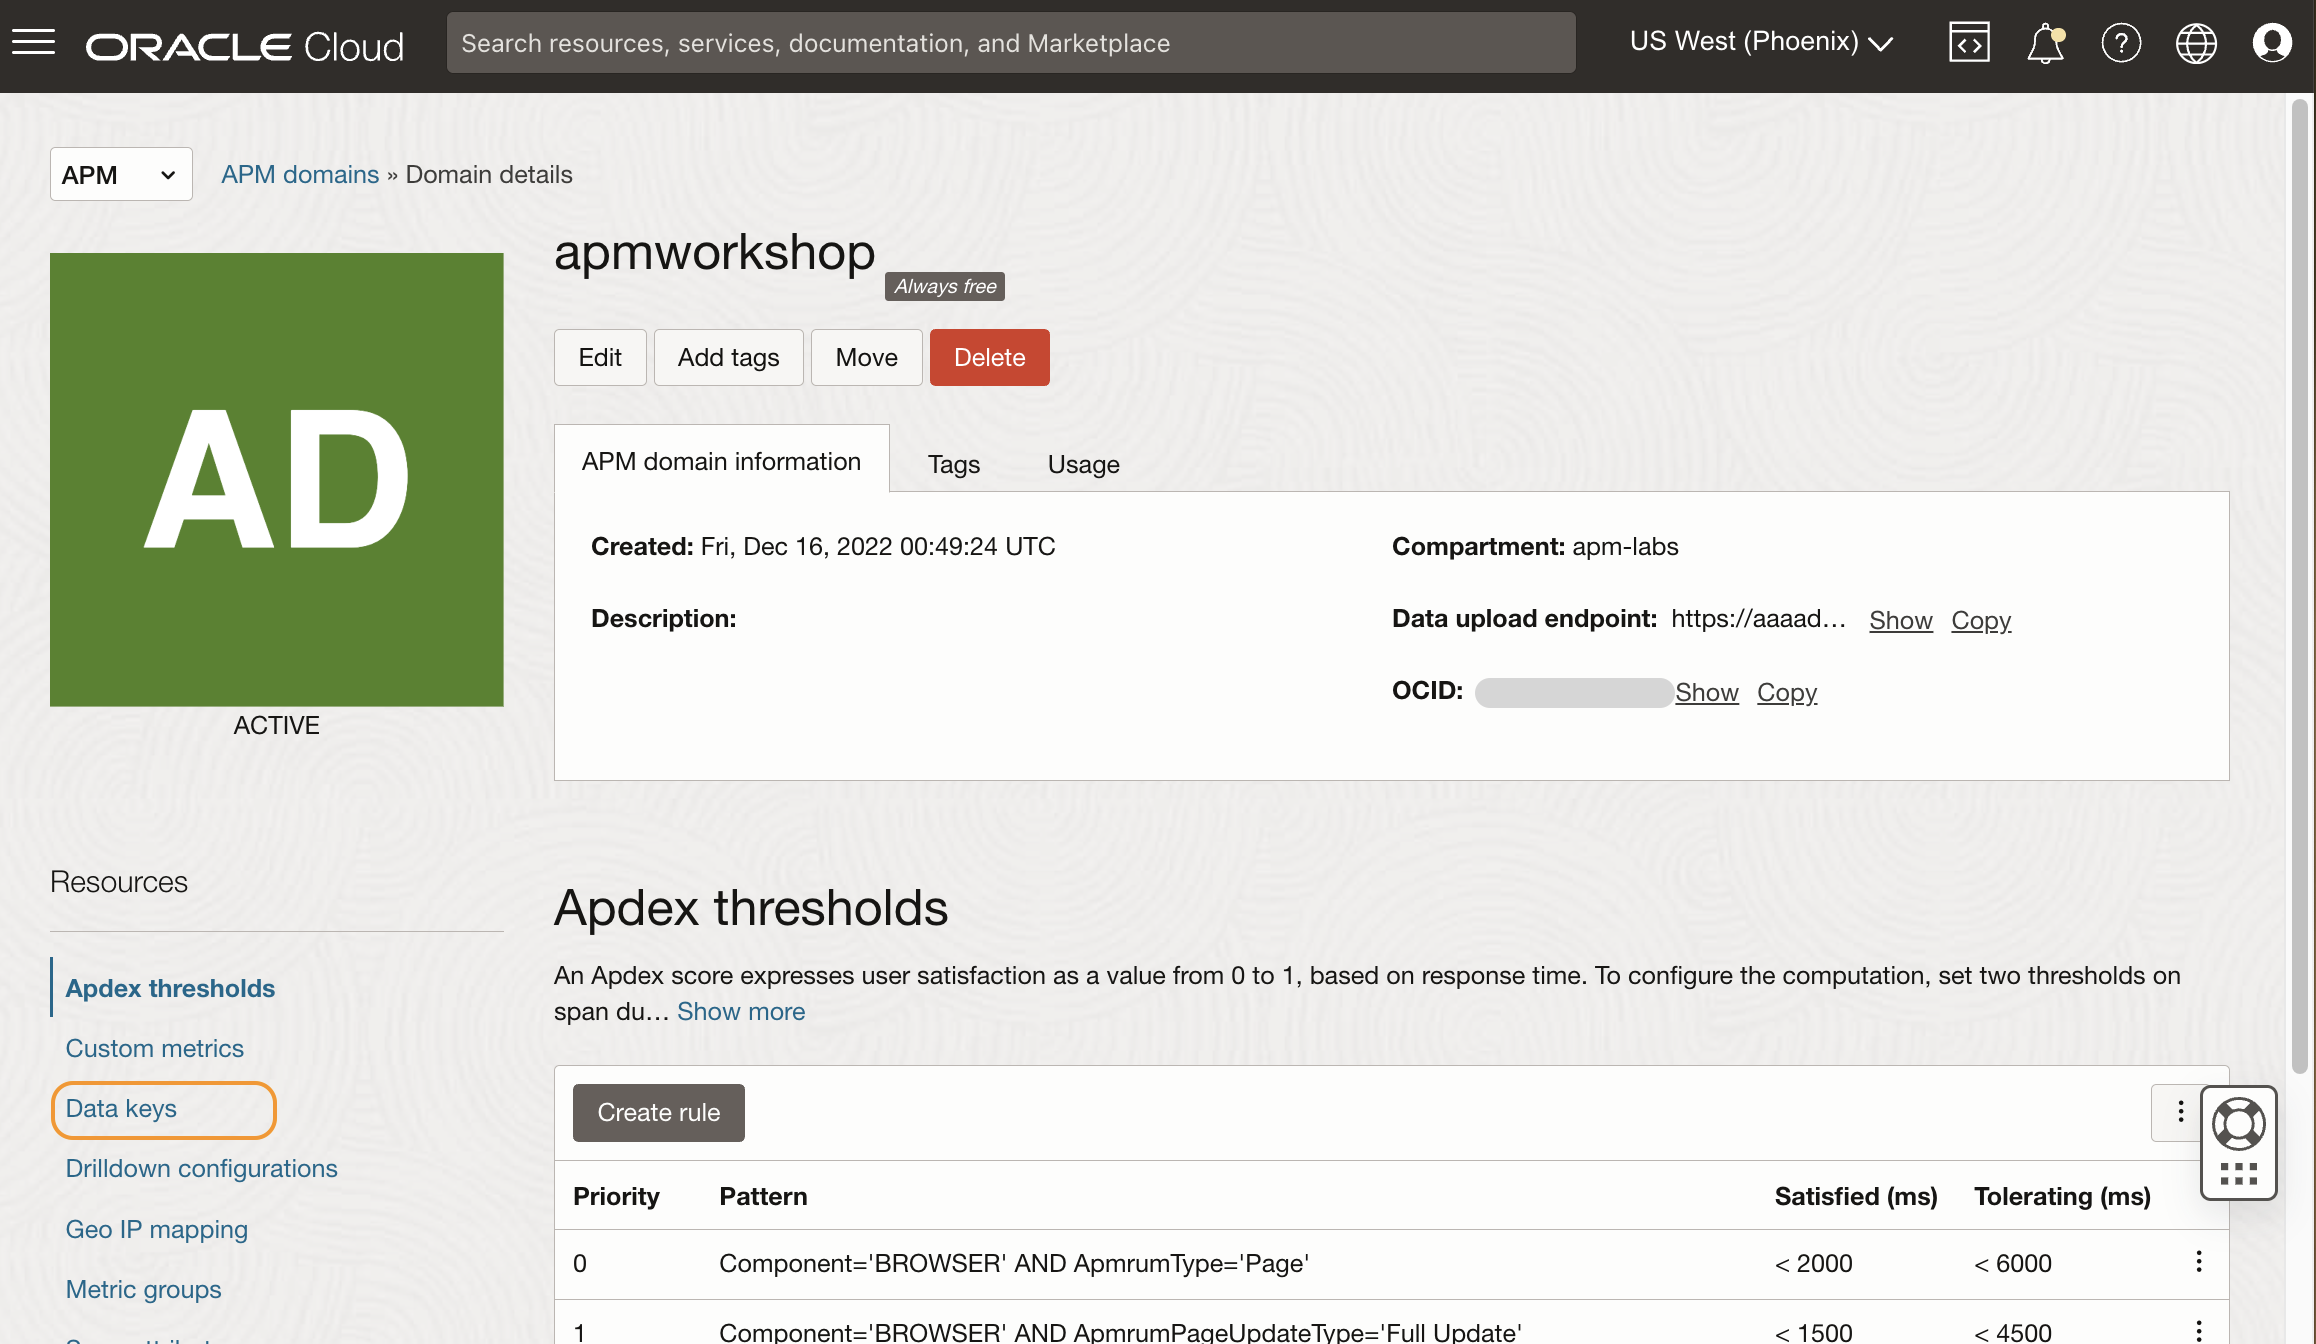 ORACLE Cloud
Search resources, services, documentation, and Marketplace
US West (Phoenix)
APM
APM domains » Domain details
AD
ACTIVE
apmworkshop
Always free
Edit
Add tags
Move
Delete
APM domain information
Tags
Usage
Created: Fri, Dec 16, 2022 00:49:24 UTC
Description:
Compartment: apm-labs
Data upload endpoint: https://aaaad... Show Copy
OCID: Show Copy
Resources
Apdex thresholds
Custom metrics
Data keys
Drilldown configurations
Geo IP mapping
Metric groups
Apdex thresholds
An Apdex score expresses user satisfaction as a value from 0 to 1, based on response time. To configure the computation, set two thresholds on
span du... Show more
Create rule
Priority Pattern Satisfied (ms) Tolerating (ms)
0 Component='BROWSER' AND ApmrumType='Page' < 2000 < 6000
1 Component='BROWSER' AND ApmrumPageUpdateType='Full Update' < 1500 < 4500